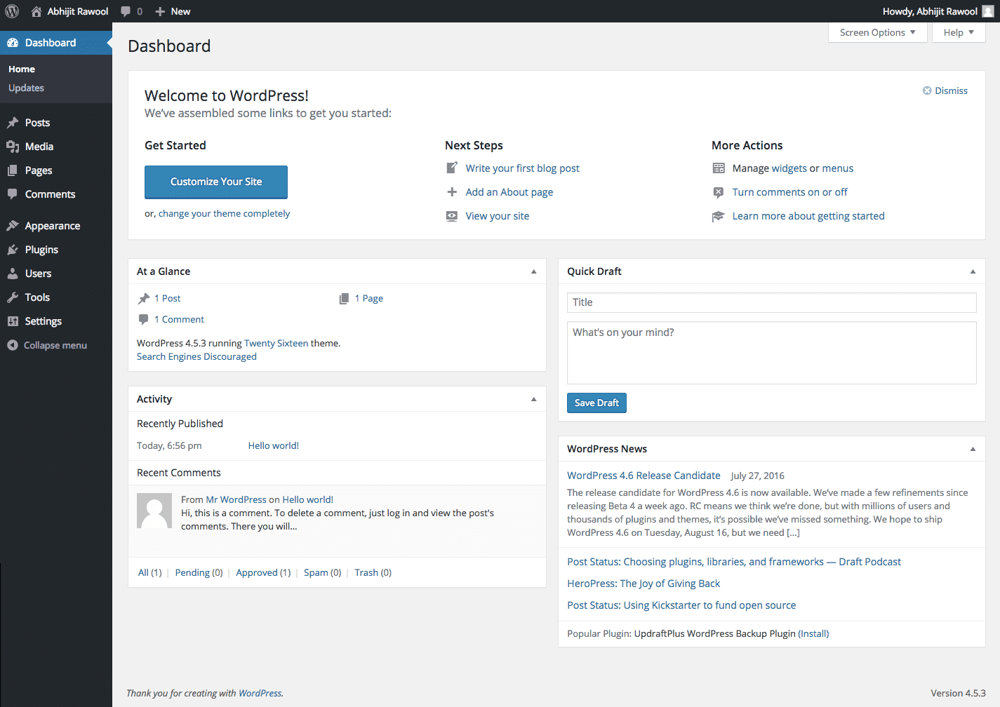 Abhijit Rawool 0 New Howdy, Abhijit Rawool
Dashboard
Home
Updates
Posts
Media
Pages
Comments
Appearance
Plugins
Users
Tools
Settings
Collapse menu
Screen Options Help
Dashboard
Welcome to WordPress!
We've assembled some links to get you started:
Dismiss
Get Started
Customize Your Site
or, change your theme completely
Next Steps
Write your first blog post
Add an About page
View your site
More Actions
Manage widgets or menus
Turn comments on or off
Learn more about getting started
At a Glance
1 Post 1 Page
1 Comment
WordPress 4.5.3 running Twenty Sixteen theme.
Search Engines Discouraged
Activity
Recently Published
Today, 6:56 pm Hello world!
Recent Comments
From Mr WordPress on Hello world!
Hi, this is a comment. To delete a comment, just log in and view the post's
comments. There you will...
All (1) | Pending (0) | Approved (1) | Spam (0) | Trash (0)
Quick Draft
Title
What's on your mind?
Save Draft
WordPress News
WordPress 4.6 Release Candidate July 27, 2016
The release candidate for WordPress 4.6 is now available. We've made a few refinements since
releasing Beta 4 a week ago. RC means we think we're done, but with millions of users and
thousands of plugins and themes, it's possible we've missed something. We hope to ship
WordPress 4.6 on Tuesday, August 16, but we need [...]
Post Status: Choosing plugins, libraries, and frameworks — Draft Podcast
HeroPress: The Joy of Giving Back
Post Status: Using Kickstarter to fund open source
Popular Plugin: UpdraftPlus WordPress Backup Plugin (Install)
Thank you for creating with WordPress. Version 4.5.3